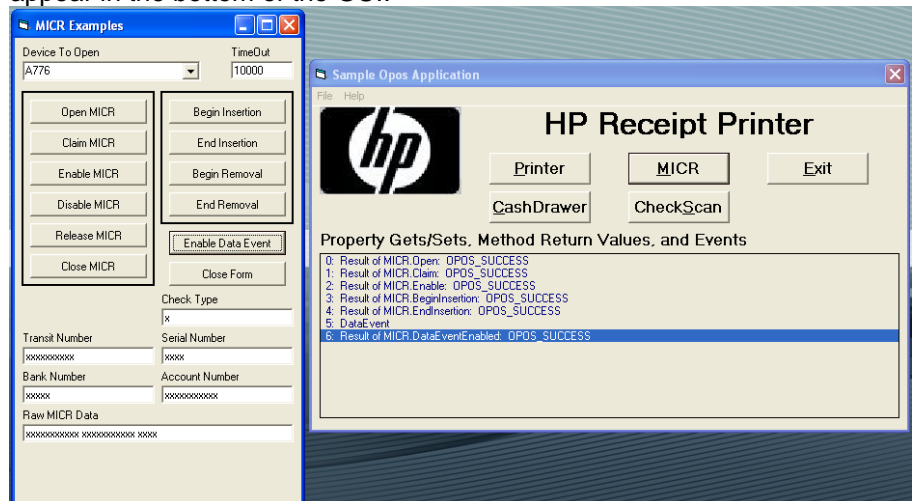 MICR Examples
Device To Open
TimeOut
A776
10000
Open MICR
Begin Insertion
Claim MICR
End Insertion
Enable MICR
Begin Removal
Disable MICR
End Removal
Release MICR
Enable Data Event
Close MICR
Close Form
Check Type
x
Transit Number
Serial Number
xxxxxxxxxx
xxxx
Bank Number
Account Number
xxxxx
xxxxxxxxxxx
Raw MICR Data
xxxxxxxxxxx xxxxxxxxxxx xxxx
Sample Opos Application
File Help
hp
HP Receipt Printer
Printer
MICR
Exit
CashDrawer
CheckScan
Property Gets/Sets, Method Return Values, and Events
0: Result of MICR.Open: OPOS_SUCCESS
1: Result of MICR.Claim: OPOS_SUCCESS
2: Result of MICR.Enable: OPOS_SUCCESS
3: Result of MICR.BeginInsertion: OPOS_SUCCESS
4: Result of MICR.EndInsertion: OPOS_SUCCESS
5: DataEvent
6: Result of MICR.DataEventEnabled: OPOS_SUCCESS